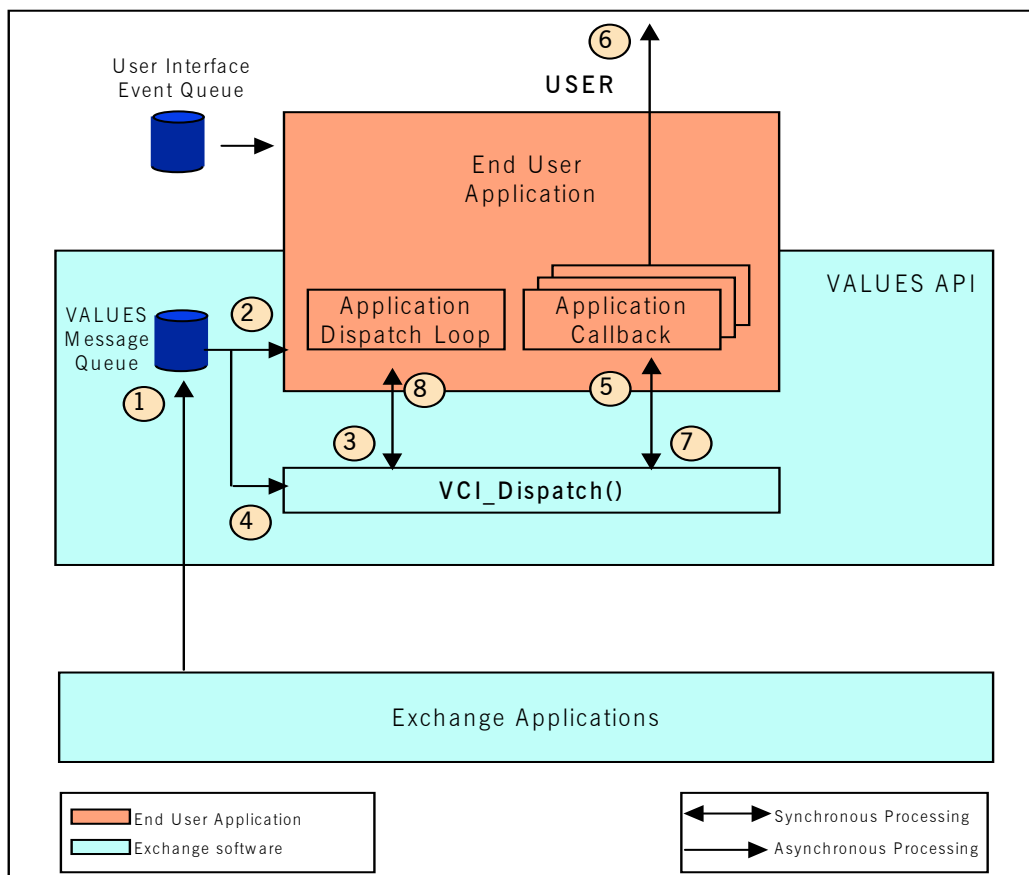 6
USER
User Interface
Event Queue
End User
Application
VALUES API
VALUES
Message
Queue
2
Application
Dispatch Loop
Application
Callback
1
8
5
3
7
VCI_Dispatch()
4
Exchange Applications
End User Application
Exchange software
Synchronous Processing
Asynchronous Processing